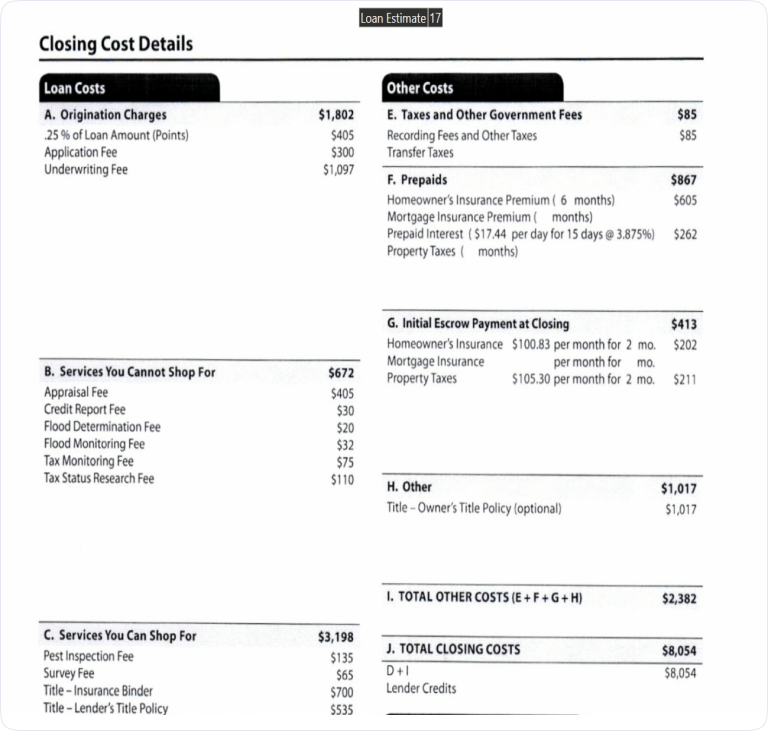 Loan Estimate 17
Closing Cost Details
Loan Costs
A. Origination Charges $1,802
.25 % of Loan Amount (Points) $405
Application Fee $300
Underwriting Fee $1,097
B. Services You Cannot Shop For $672
Appraisal Fee $405
Credit Report Fee $30
Flood Determination Fee $20
Flood Monitoring Fee $32
Tax Monitoring Fee $75
Tax Status Research Fee $110
C. Services You Can Shop For $3,198
Pest Inspection Fee $135
Survey Fee $65
Title – Insurance Binder $700
Title – Lender's Title Policy $535
Other Costs
E. Taxes and Other Government Fees $85
Recording Fees and Other Taxes $85
Transfer Taxes
F. Prepaids $867
Homeowner's Insurance Premium ( 6 months) $605
Mortgage Insurance Premium ( months)
Prepaid Interest ( $17.44 per day for 15 days @ 3.875%) $262
Property Taxes ( months)
G. Initial Escrow Payment at Closing $413
Homeowner's Insurance $100.83 per month for 2 mo. $202
Mortgage Insurance per month for mo.
Property Taxes $105.30 per month for 2 mo. $211
H. Other $1,017
Title – Owner's Title Policy (optional) $1,017
I. TOTAL OTHER COSTS (E + F + G + H) $2,382
J. TOTAL CLOSING COSTS $8,054
D + I $8,054
Lender Credits